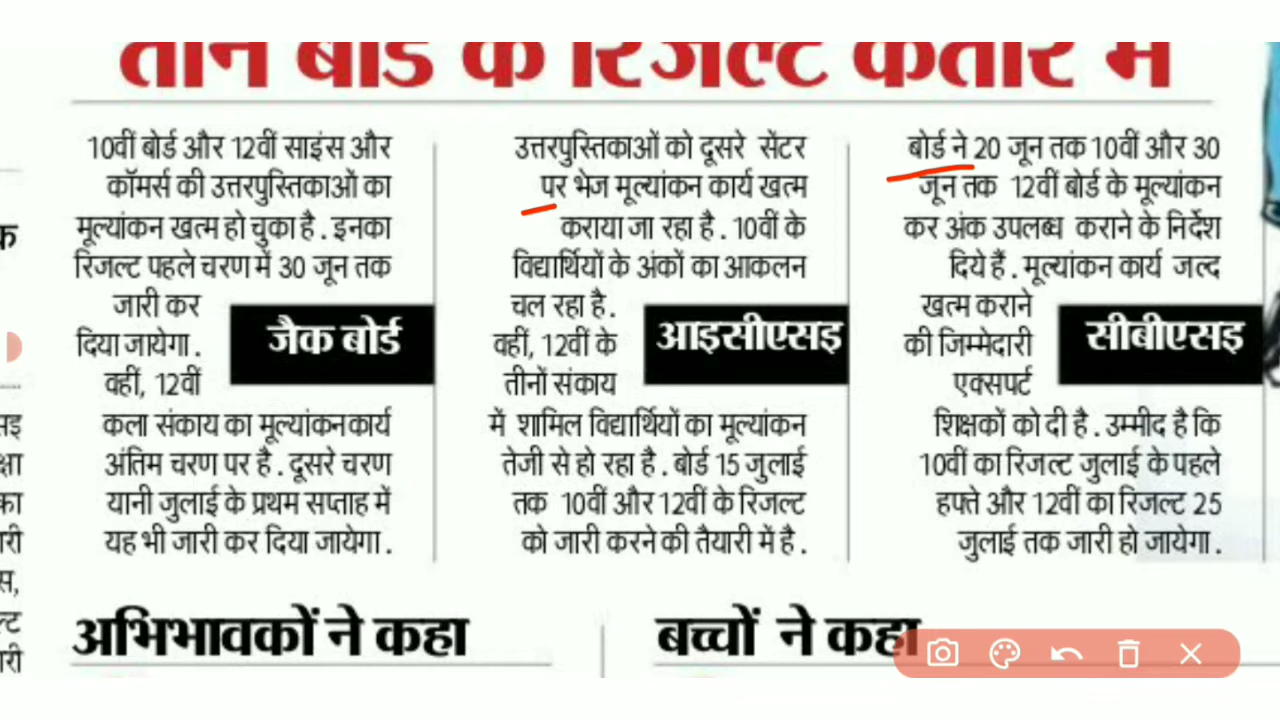 तीन बोर्ड के रिजल्ट कतार में
10वीं बोर्ड और 12वीं साइंस और
कॉमर्स की उत्तरपुस्तिकाओं का
मूल्यांकन खत्म हो चुका है . इनका
रिजल्ट पहले चरण में 30 जून तक
जारी कर
दिया जायेगा .
वहीं, 12वीं
जैक बोर्ड
कला संकाय का मूल्यांकन कार्य
अंतिम चरण पर है . दूसरे चरण
यानी जुलाई के प्रथम सप्ताह में
यह भी जारी कर दिया जायेगा .
उत्तरपुस्तिकाओं को दूसरे सेंटर
पर भेज मूल्यांकन कार्य खत्म
कराया जा रहा है . 10वीं के
विद्यार्थियों के अंकों का आकलन
चल रहा है .
वहीं, 12वीं के
तीनों संकाय
आइसीएसइ
में शामिल विद्यार्थियों का मूल्यांकन
तेजी से हो रहा है . बोर्ड 15 जुलाई
तक 10वीं और 12वीं के रिजल्ट
को जारी करने की तैयारी में है .
बोर्ड ने 20 जून तक 10वीं और 30
जून तक 12वीं बोर्ड के मूल्यांकन
कर अंक उपलब्ध कराने के निर्देश
दिये हैं . मूल्यांकन कार्य जल्द
खत्म कराने
की जिम्मेदारी
एक्सपर्ट
सीबीएसइ
शिक्षकों को दी है . उम्मीद है कि
10वीं का रिजल्ट जुलाई के पहले
हफ्ते और 12वीं का रिजल्ट 25
जुलाई तक जारी हो जायेगा .
अभिभावकों ने कहा
बच्चों ने कहा